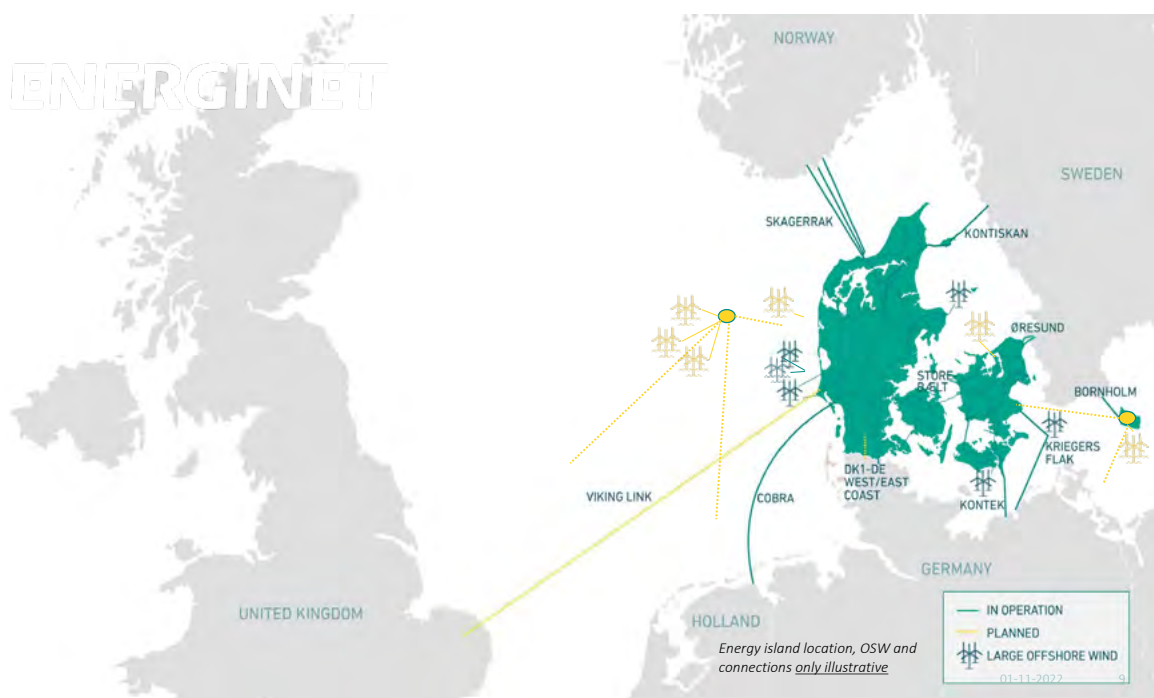 NORWAY
ENERGINET
SWEDEN
SKAGERRAK
KONTISKAN
ØRESUND
STORE
BÆLT
BORNHOLM
KRIEGERS
FLAK
DK1-DE
WEST/EAST
COAST
VIKING LINK
COBRA
KONTEK
GERMANY
UNITED KINGDOM
HOLLAND
IN OPERATION
PLANNED
LARGE OFFSHORE WIND
Energy island location, OSW and
connections only illustrative
01-11-2022
9